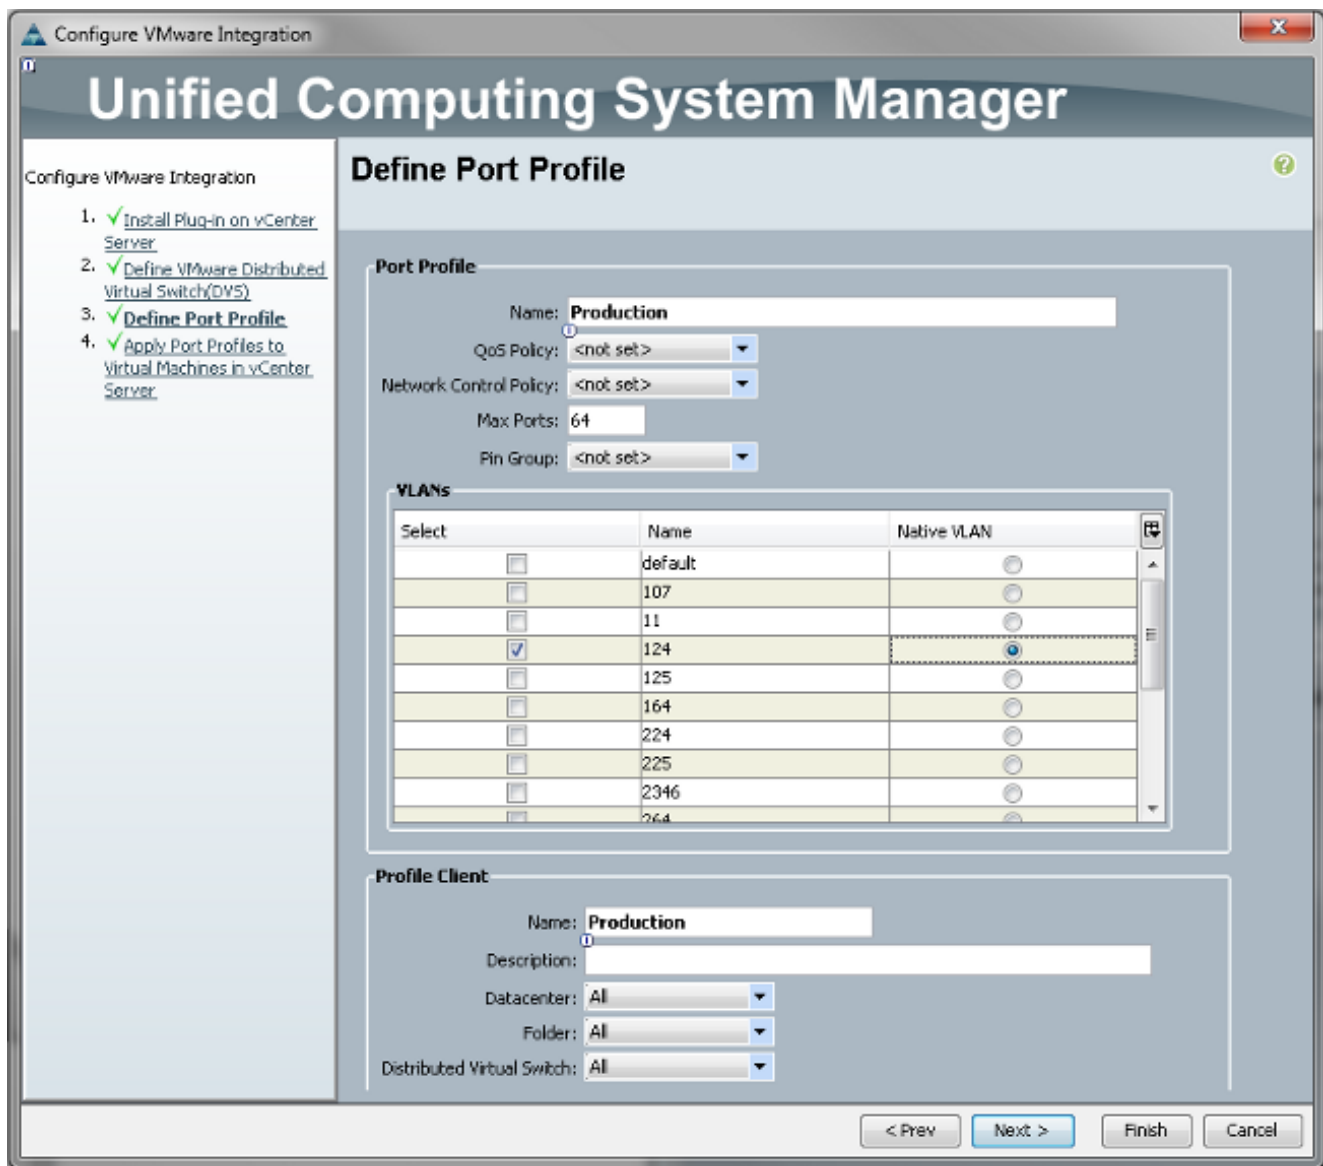 Configure VMware Integration
Unified Computing System Manager
Configure VMware Integration
1. Install Plug-in on vCenter
Server
2. Define VMware Distributed
Virtual Switch(DVS)
3. Define Port Profile
4. Apply Port Profiles to
Virtual Machines in vCenter
Server
Define Port Profile
Port Profile
Name: Production
QoS Policy: <not set>
Network Control Policy: <not set>
Max Ports: 64
Pin Group: <not set>
VLANs
Select Name Native VLAN
default
107
11
124
125
164
224
225
2346
264
Profile Client
Name: Production
Description:
Datacenter: All
Folder: All
Distributed Virtual Switch: All
< Prev Next > Finish Cancel